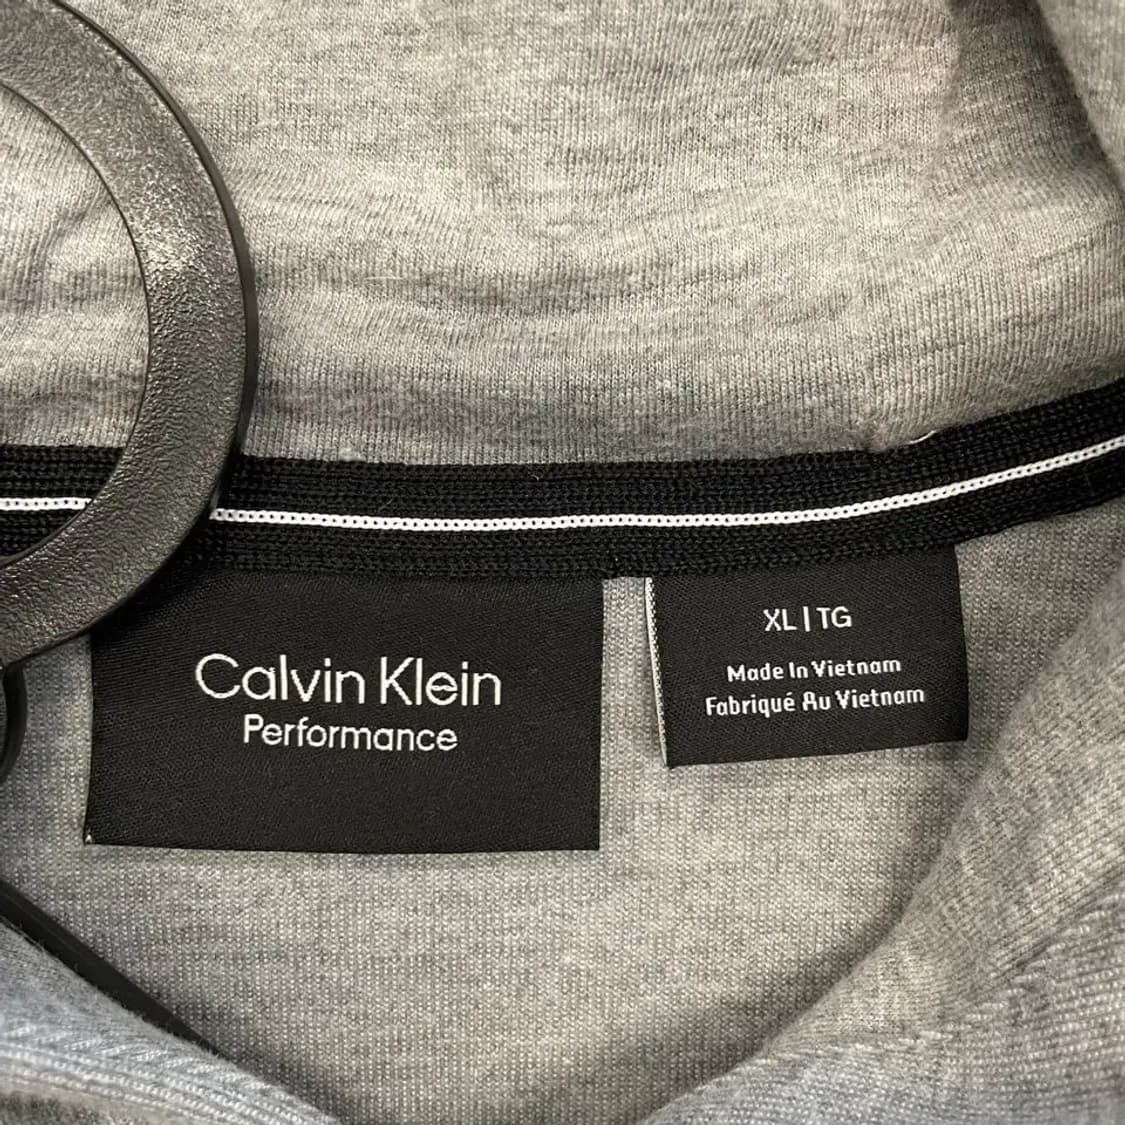 Calvin Klein
Performance
XL | TG
Made In Vietnam
Fabriqué Au Vietnam